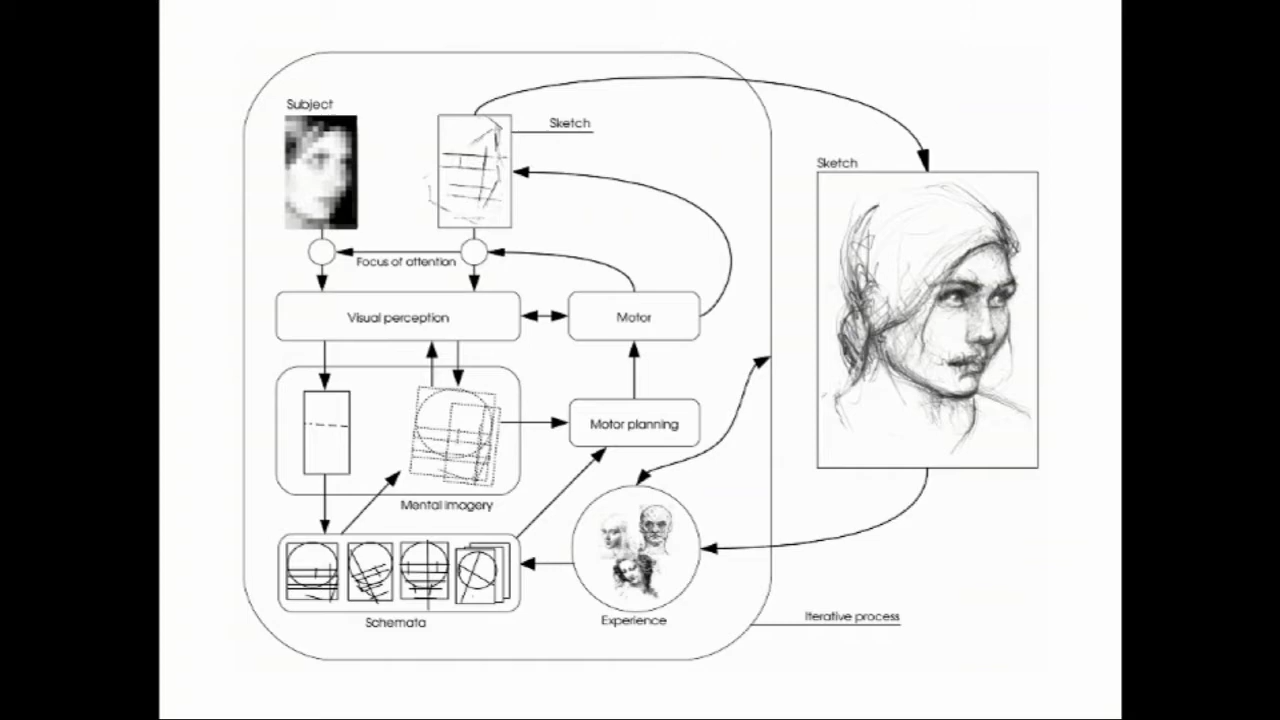 Subject
Sketch
Sketch
Focus of attention
Visual perception
Motor
Motor planning
Mental imagery
Schemata
Experience
Iterative process